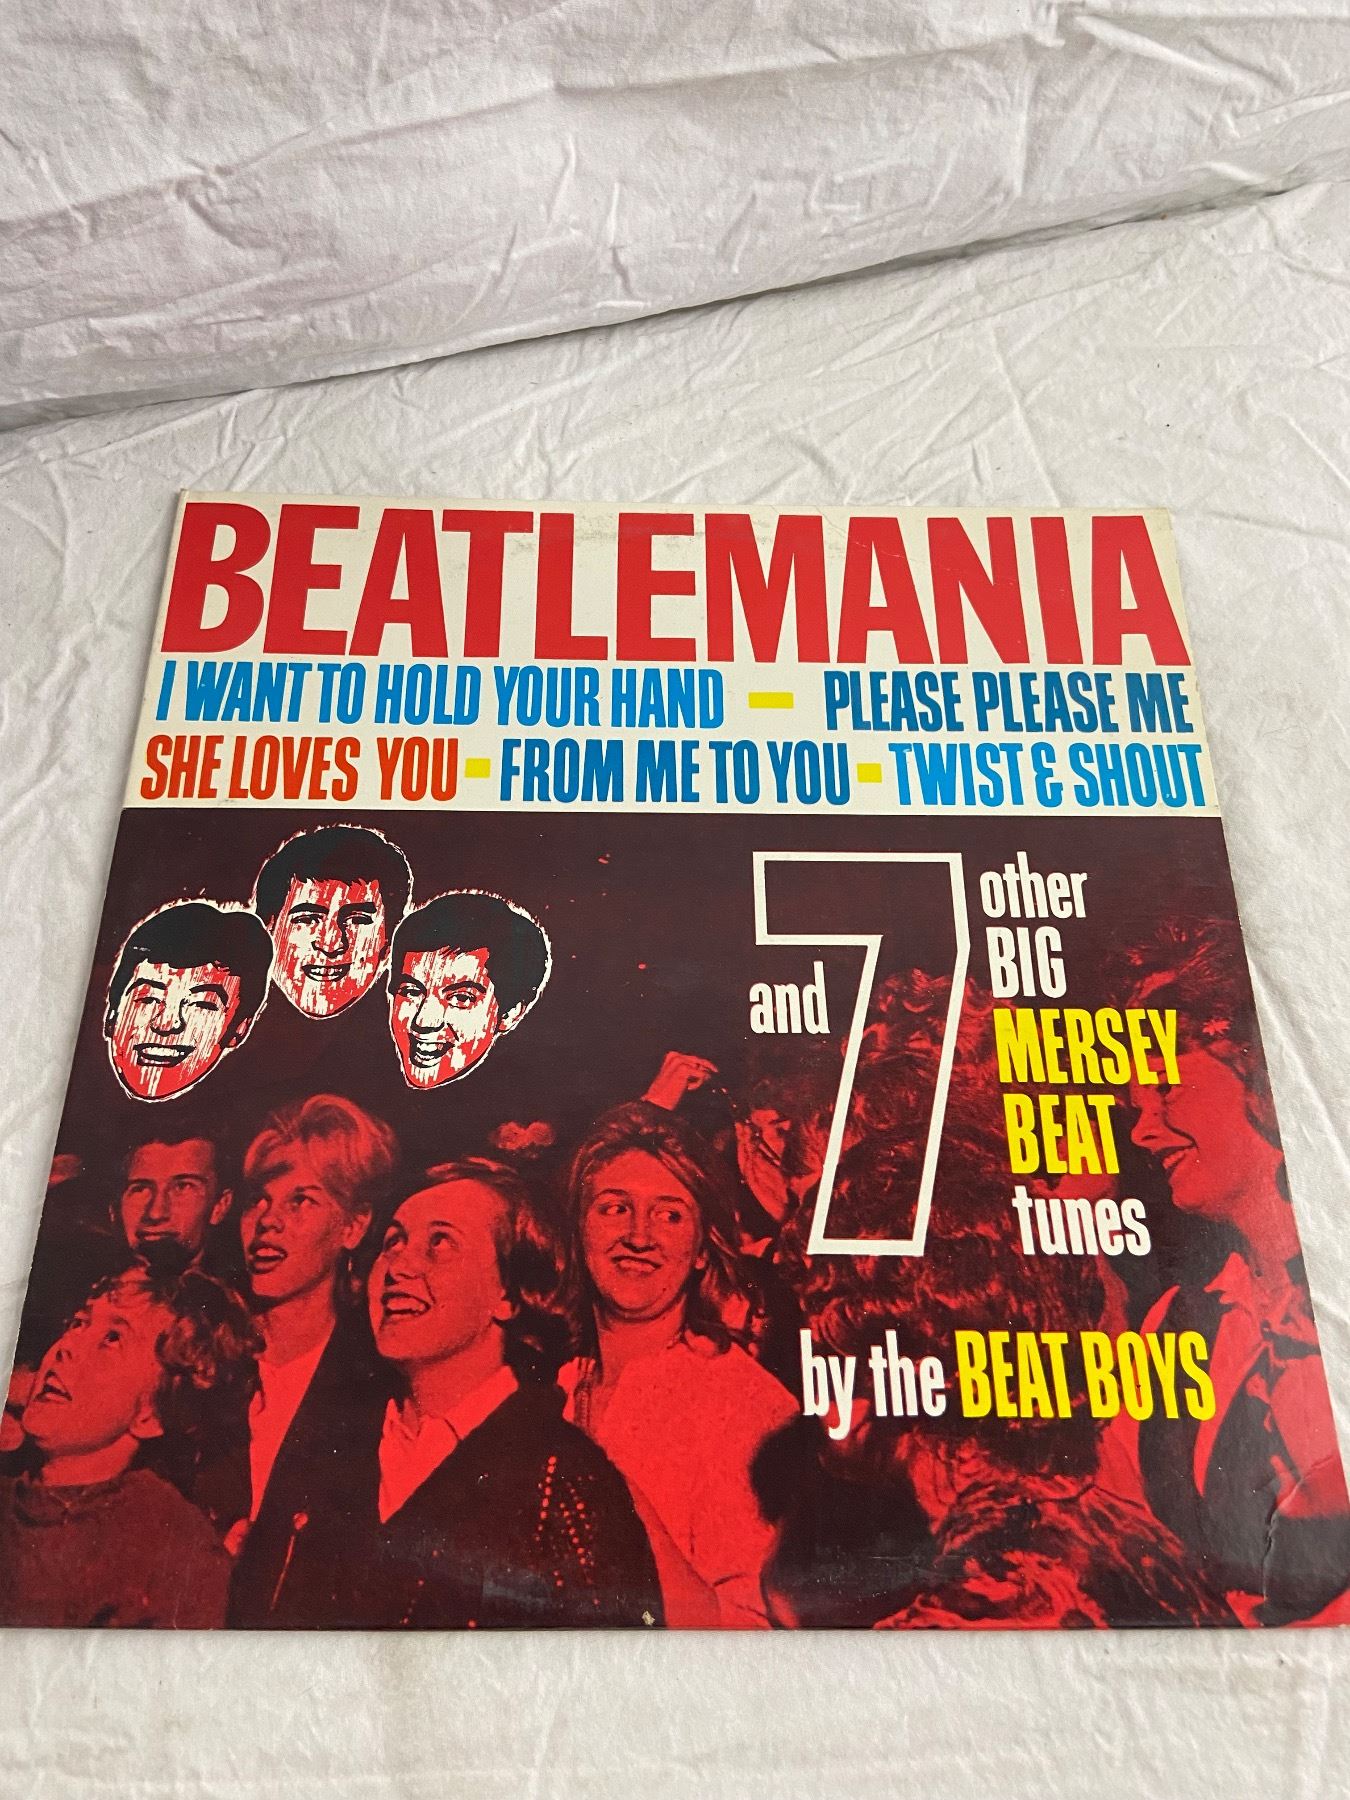 BEATLEMANIA
I WANT TO HOLD YOUR HAND - PLEASE PLEASE ME
SHE LOVES YOU - FROM ME TO YOU - TWIST & SHOUT
and 7 other
BIG
MERSEY
BEAT
tunes
by the BEAT BOYS